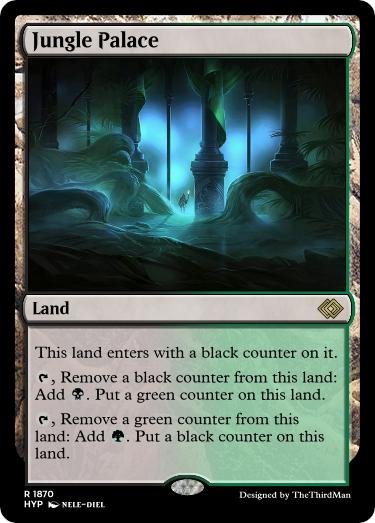 Jungle Palace
Land
This land enters with a black counter on it.
, Remove a black counter from this land:
Add . Put a green counter on this land.
, Remove a green counter from this
land: Add . Put a black counter on this
land.
R 1870
HYP NELE-DIEL
Designed by TheThirdMan